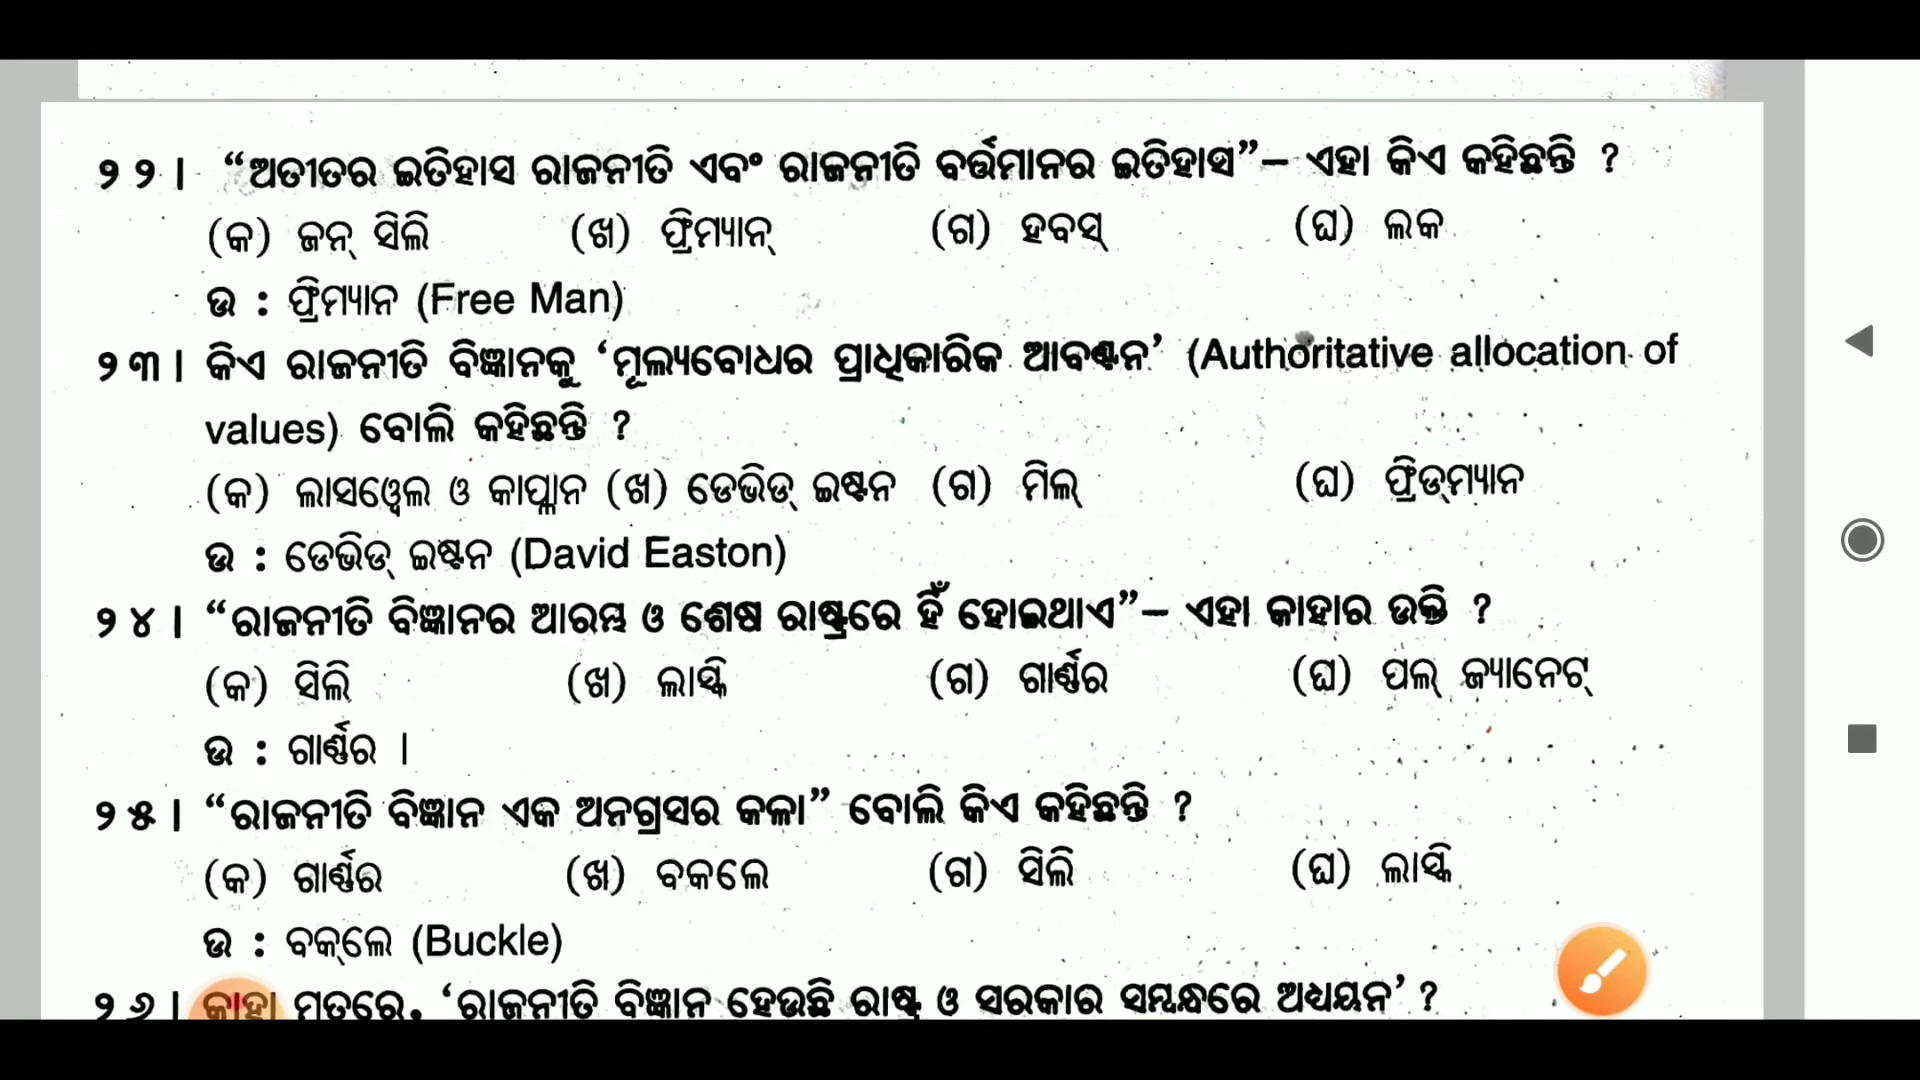 ୨୨। “ଅତୀତର ଇତିହାସ ରାଜନୀତି ଏବଂ ରାଜନୀତି ବର୍ତ୍ତମାନର ଇତିହାସ”– ଏହା କିଏ କହିଛନ୍ତି ?
(କ) ଜନ୍ ସିଲି (ଖ) ଫ୍ରିମ୍ୟାନ୍ (ଗ) ହବସ୍ (ଘ) ଲକ
ଉ : ଫ୍ରିମ୍ୟାନ (Free Man)
୨୩। କିଏ ରାଜନୀତି ବିଜ୍ଞାନକୁ ‘ମୂଲ୍ୟବୋଧର ପ୍ରାଧିକାରିକ ଆବଣ୍ଟନ’ (Authoritative allocation of
values) ବୋଲି କହିଛନ୍ତି ?
(କ) ଲାସଓ୍ବେଲ ଓ କାପ୍ଲାନ (ଖ) ଡେଭିଡ୍ ଇଷ୍ଟନ (ଗ) ମିଲ୍ (ଘ) ଫ୍ରିଡ୍‌ମ୍ୟାନ
ଉ : ଡେଭିଡ୍ ଇଷ୍ଟନ (David Easton)
୨୪। “ରାଜନୀତି ବିଜ୍ଞାନର ଆରମ୍ଭ ଓ ଶେଷ ରାଷ୍ଟ୍ରରେ ହିଁ ହୋଇଥାଏ”– ଏହା କାହାର ଉକ୍ତି ?
(କ) ସିଲି (ଖ) ଲାସ୍କି (ଗ) ଗାର୍ଣ୍ଣର (ଘ) ପଲ୍ ଜ୍ୟାନେଟ୍
ଉ : ଗାର୍ଣ୍ଣର ।
୨୫। “ରାଜନୀତି ବିଜ୍ଞାନ ଏକ ଅନଗ୍ରସର କଳା” ବୋଲି କିଏ କହିଛନ୍ତି ?
(କ) ଗାର୍ଣ୍ଣର (ଖ) ବକଲେ (ଗ) ସିଲି (ଘ) ଲାସ୍କି
ଉ : ବକ୍‌ଲେ (Buckle)
୨୬। କାହା ମତରେ, ‘ରାଜନୀତି ବିଜ୍ଞାନ ହେଉଛି ରାଷ୍ଟ୍ର ଓ ସରକାର ସମ୍ବନ୍ଧରେ ଅଧ୍ୟୟନ’ ?